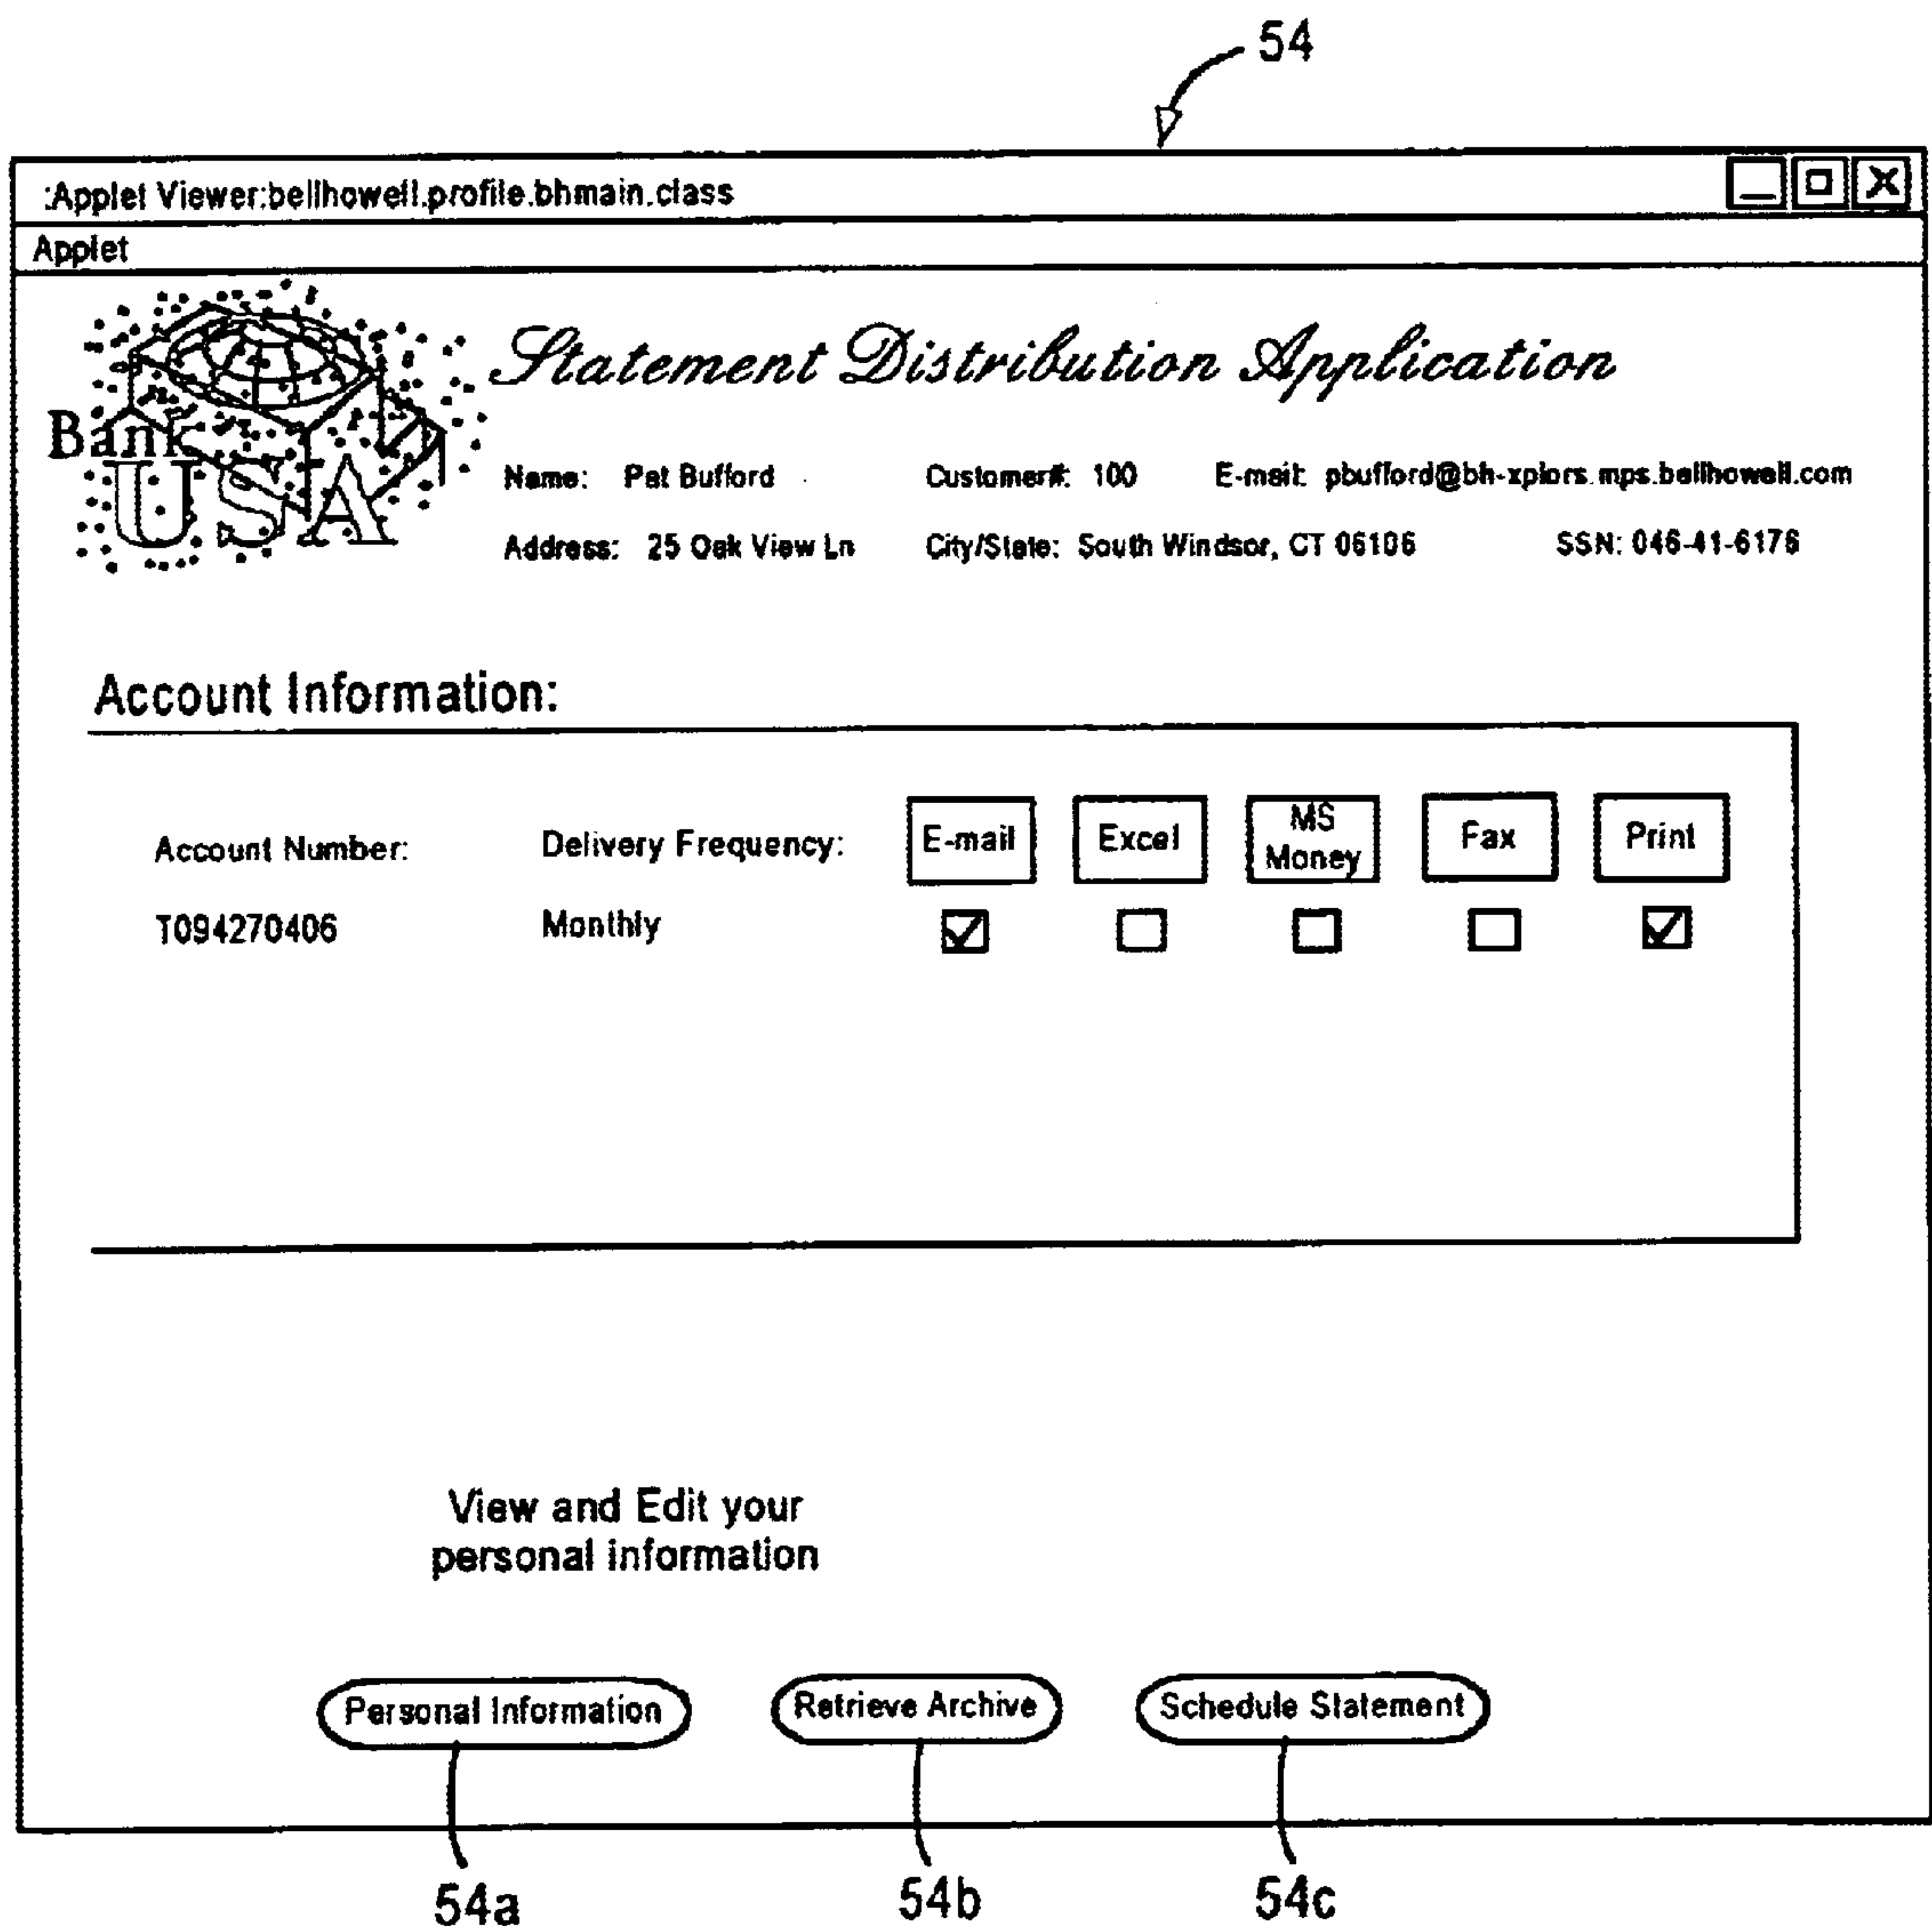 54
:Applet Viewer:bellhowell.profile.bhmain.class
Applet
Statement Distribution Application
Bank
USA
Name: Pat Bufford Customer#: 100 E-mail: pbufford@bh-xplors.mps.bellhowell.com
Address: 25 Oak View Ln City/State: South Windsor, CT 06106 SSN: 046-41-6176
Account Information:
Account Number: Delivery Frequency: E-mail Excel MS Money Fax Print
T094270406 Monthly
View and Edit your
personal information
Personal Information Retrieve Archive Schedule Statement
54a 54b 54c